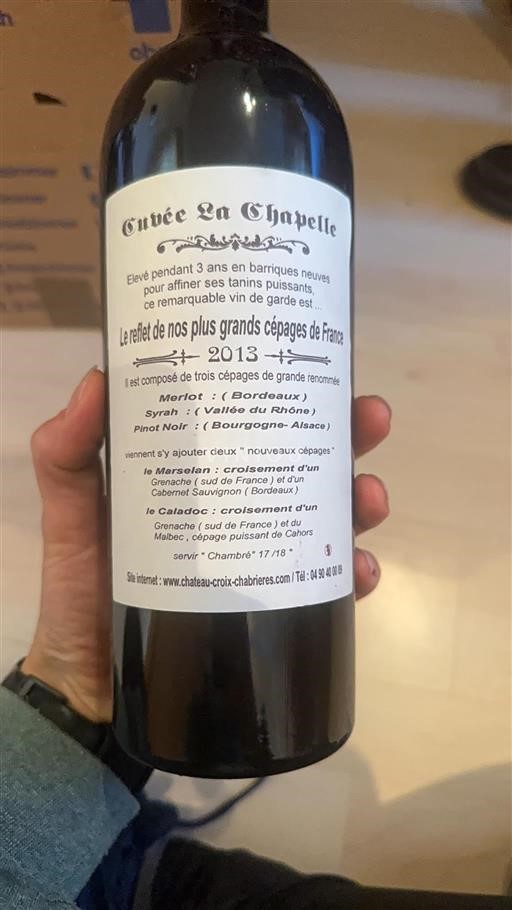 Cuvée La Chapelle
Elevé pendant 3 ans en barriques neuves
pour affiner ses tanins puissants,
ce remarquable vin de garde est ...
Le reflet de nos plus grands cépages de France
2013
Il est composé de trois cépages de grande renommée
Merlot : ( Bordeaux )
Syrah : ( Vallée du Rhône )
Pinot Noir : ( Bourgogne- Alsace )
viennent s'y ajouter deux " nouveaux cépages "
le Marselan : croisement d'un
Grenache ( sud de France ) et d'un
Cabernet Sauvignon ( Bordeaux )
le Caladoc : croisement d'un
Grenache ( sud de France ) et du
Malbec , cépage puissant de Cahors
servir " Chambré" 17 /18 °
Site internet : www.chateau-croix-chabrieres.com / Tél : 04 90 40 00 89